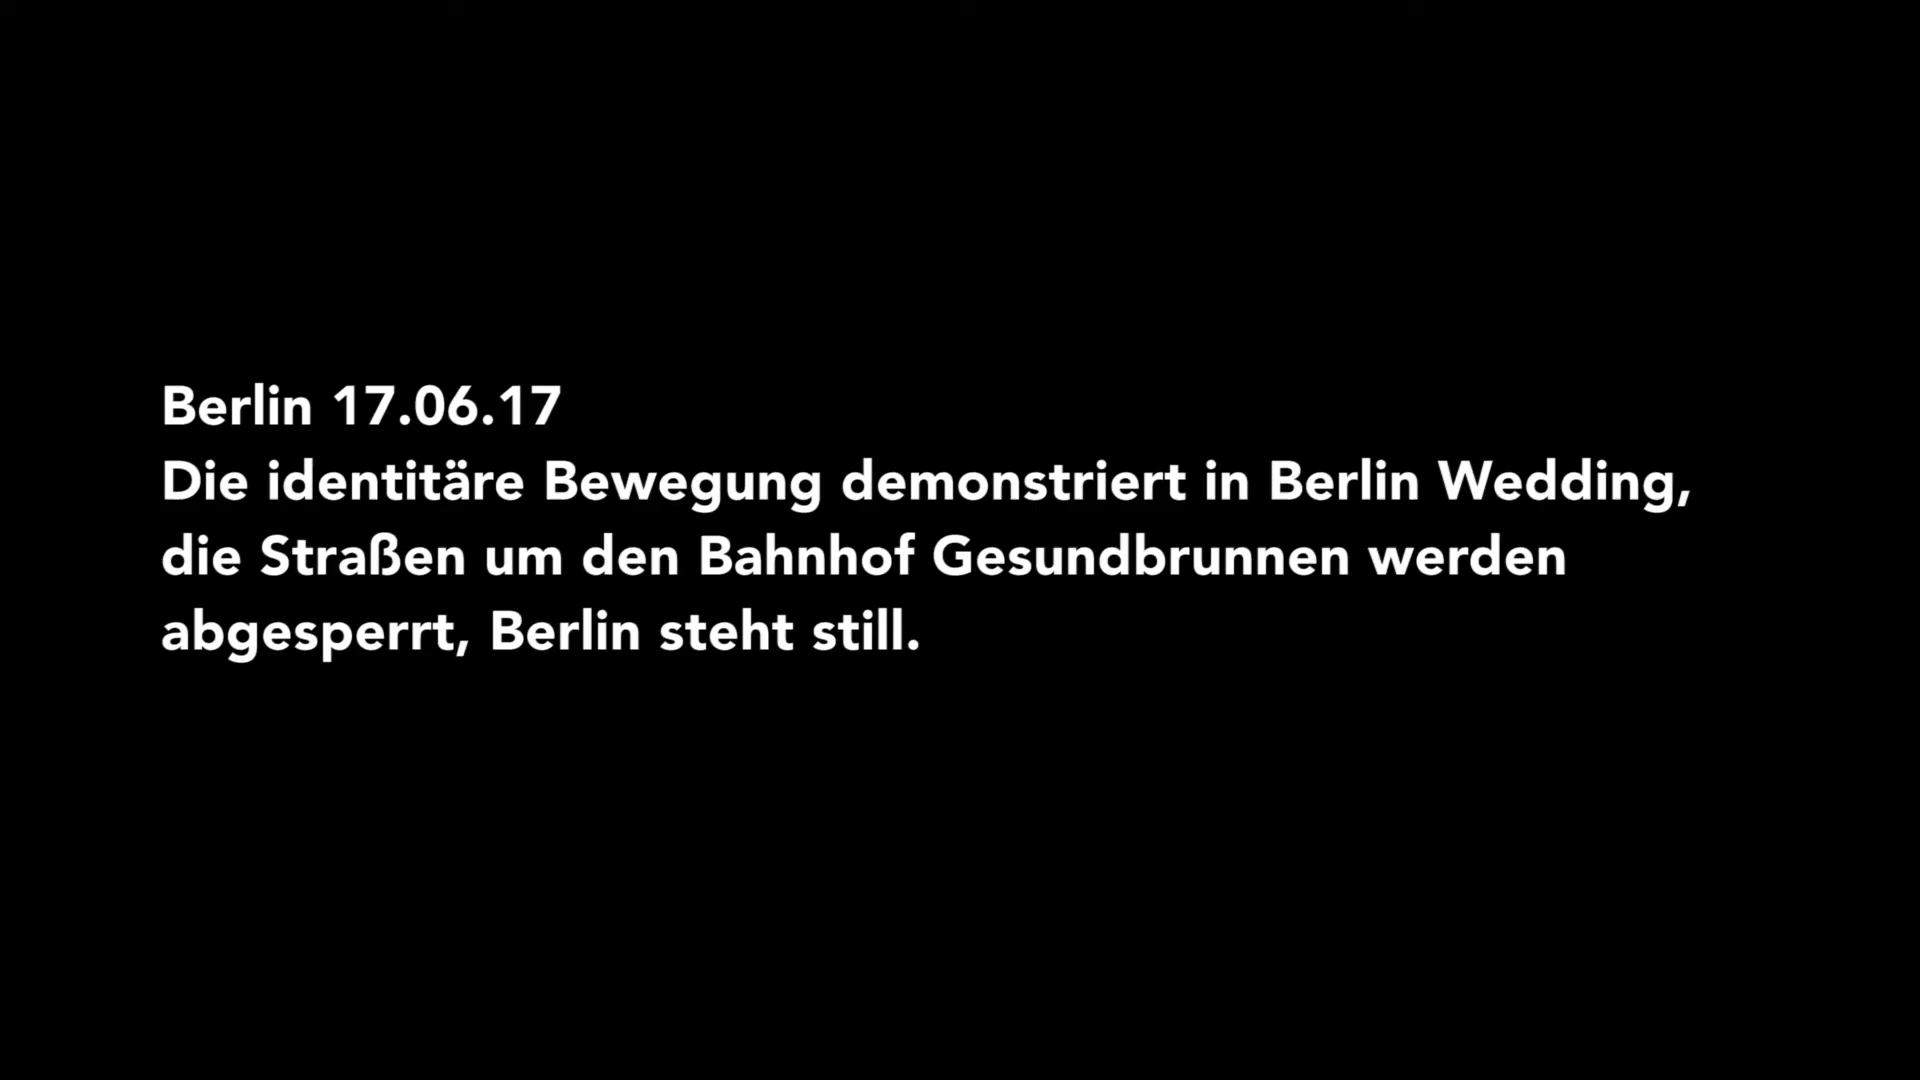 Berlin 17.06.17
Die identitäre Bewegung demonstriert in Berlin Wedding,
die Straßen um den Bahnhof Gesundbrunnen werden
abgesperrt, Berlin steht still.